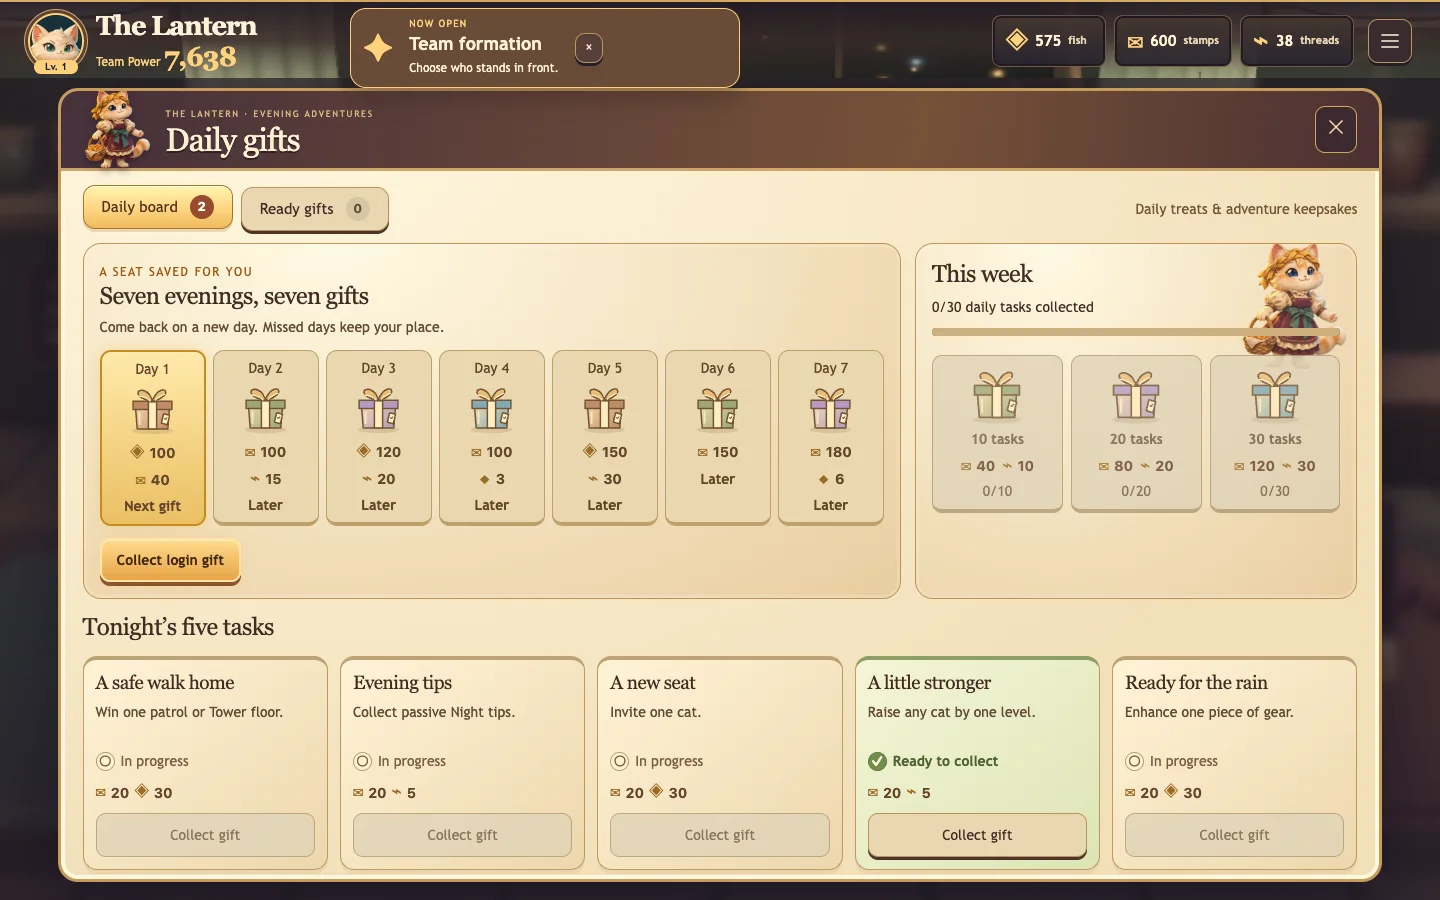 The Lantern
Team Power 7,638
Lv. 1
NOW OPEN
Team formation
Choose who stands in front.
×
575 fish
600 stamps
38 threads
THE LANTERN · EVENING ADVENTURES
Daily gifts
Daily board 2
Ready gifts 0
Daily treats & adventure keepsakes
A SEAT SAVED FOR YOU
Seven evenings, seven gifts
Come back on a new day. Missed days keep your place.
Day 1
100
40
Next gift
Day 2
100
15
Later
Day 3
120
20
Later
Day 4
100
3
Later
Day 5
150
30
Later
Day 6
150
Later
Day 7
180
6
Later
Collect login gift
This week
0/30 daily tasks collected
10 tasks
40 10
0/10
20 tasks
80 20
0/20
30 tasks
120 30
0/30
Tonight's five tasks
A safe walk home
Win one patrol or Tower floor.
In progress
20 30
Collect gift
Evening tips
Collect passive Night tips.
In progress
20 5
Collect gift
A new seat
Invite one cat.
In progress
20 30
Collect gift
A little stronger
Raise any cat by one level.
Ready to collect
20 5
Collect gift
Ready for the rain
Enhance one piece of gear.
In progress
20 30
Collect gift